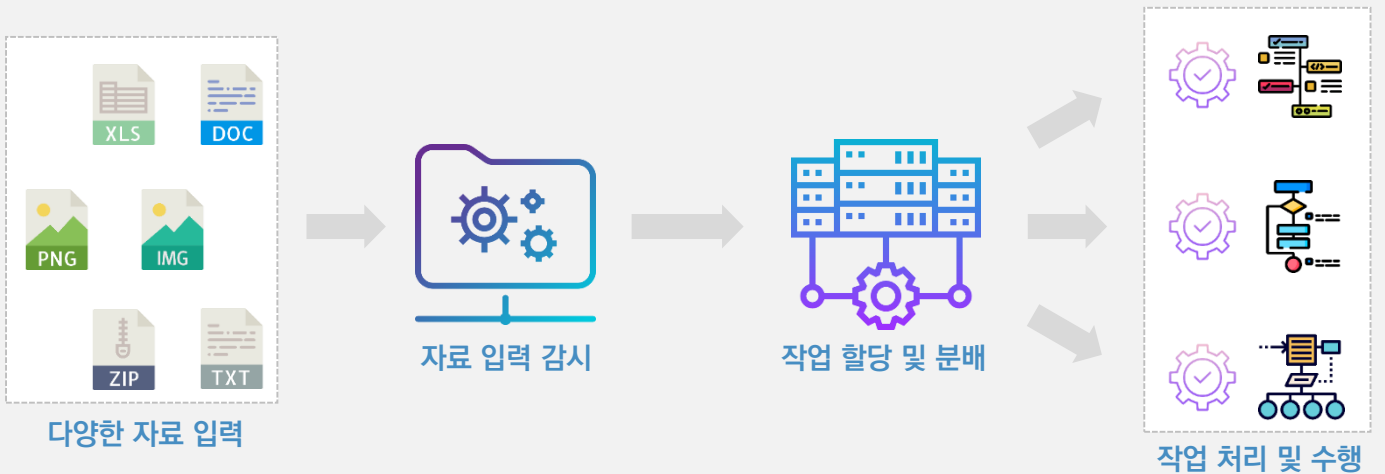 XLS
DOC
PNG
IMG
ZIP
TXT
다양한 자료 입력
자료 입력 감시
작업 할당 및 분배
작업 처리 및 수행